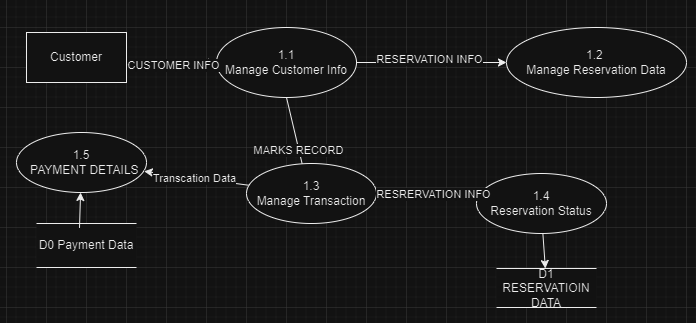 Customer
CUSTOMER INFO
1.1
Manage Customer Info
RESERVATION INFO
1.2
Manage Reservation Data
MARKS RECORD
1.5
PAYMENT DETAILS
Transcation Data
1.3
Manage Transaction
RESRERVATION INFO
1.4
Reservation Status
D0 Payment Data
D1
RESERVATIOIN
DATA